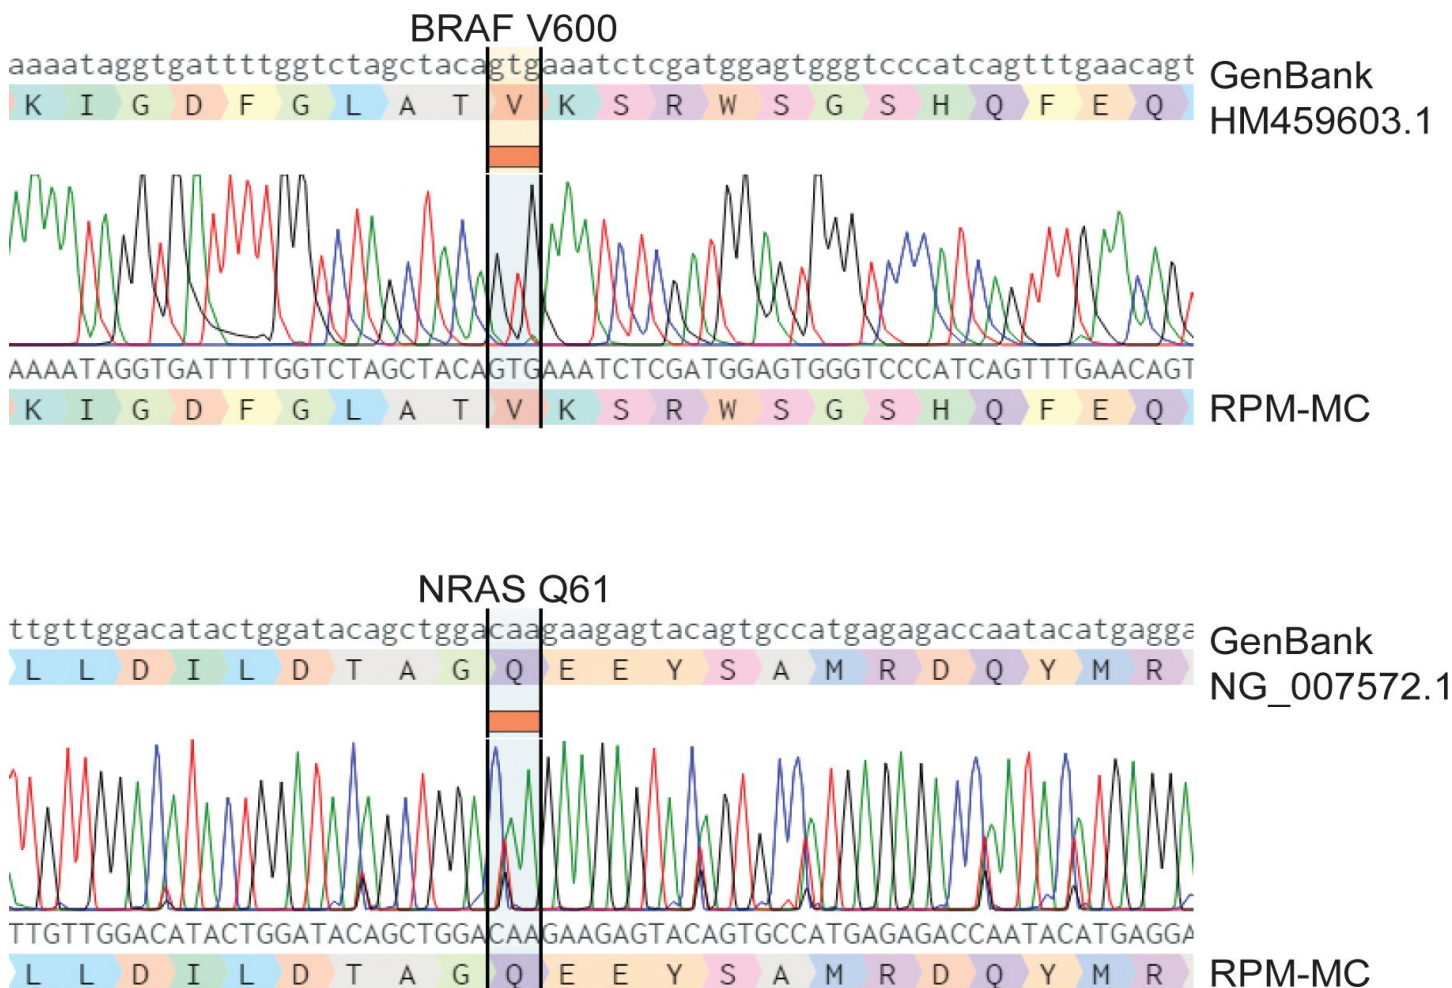 BRAF V600
aaaataggtgattttggtctagctacagtgaaatctcgatggagtgggtcccatcagtttgaacagt
K I G D F G L A T V K S R W S G S H Q F E Q
GenBank
HM459603.1
AAAATAGGTGATTTTGGTCTAGCTACAGTGAAATCTCGATGGAGTGGGTCCCATCAGTTTGAACAGT
K I G D F G L A T V K S R W S G S H Q F E Q
RPM-MC
NRAS Q61
ttgttggacatactggatacagctggacaagaagagtacagtgccatgagagaccaatacatgagga
L L D I L D T A G Q E E Y S A M R D Q Y M R
GenBank
NG_007572.1
TTGTTGGACATACTGGATACAGCTGGACAAGAAGAGTACAGTGCCATGAGAGACCAATACATGAGGA
L L D I L D T A G Q E E Y S A M R D Q Y M R
RPM-MC